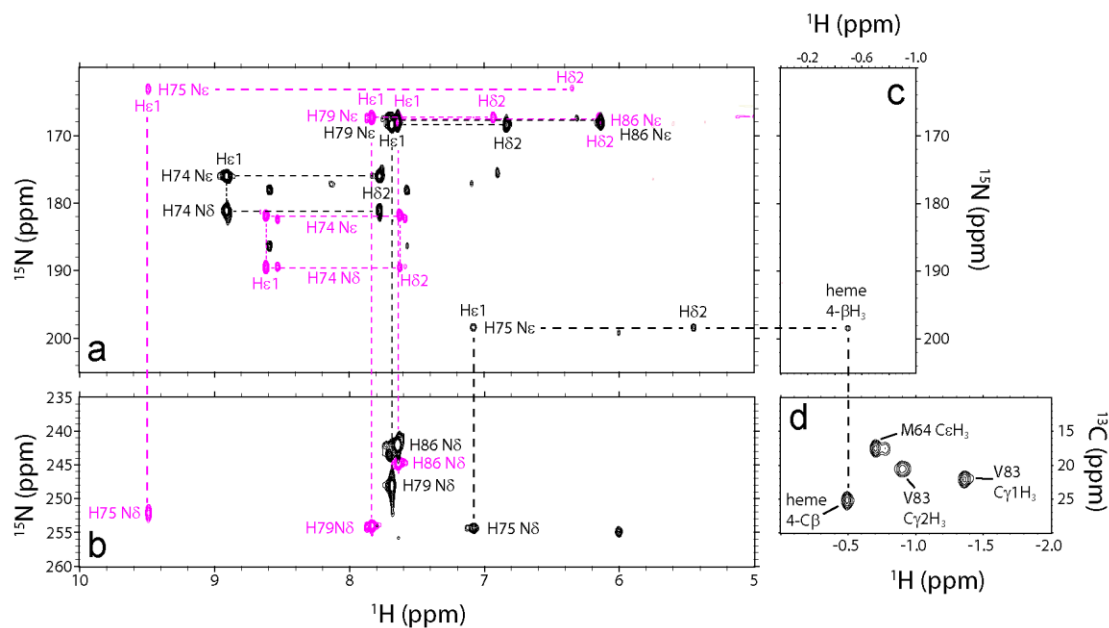 ¹H (ppm)
-0.2 -0.6 -1.0
H75 Nε
Hε1
Hδ2
Hε1
Hε1
Hδ2
H79 Nε
H79 Nε
Hε1
Hδ2
Hδ2
H86 Nε
H86 Nε
c
170
180
190
200
¹⁵N (ppm)
Hε1
H74 Nε
Hδ2
H74 Nδ
H74 Nε
Hε1
H74 Nδ
Hδ2
Hε1
H75 Nε
Hδ2
a
heme
4-βH₃
170
180
190
200
¹⁵N (ppm)
235
240
245
250
255
260
¹⁵N (ppm)
H86 Nδ
H86 Nδ
H79 Nδ
H75 Nδ
H79Nδ
H75 Nδ
b
10 9 8 7 6 5
¹H (ppm)
d
M64 CεH₃
V83
Cγ1H₃
V83
Cγ2H₃
heme
4-Cβ
15
20
25
¹³C (ppm)
-0.5 -1.0 -1.5 -2.0
¹H (ppm)